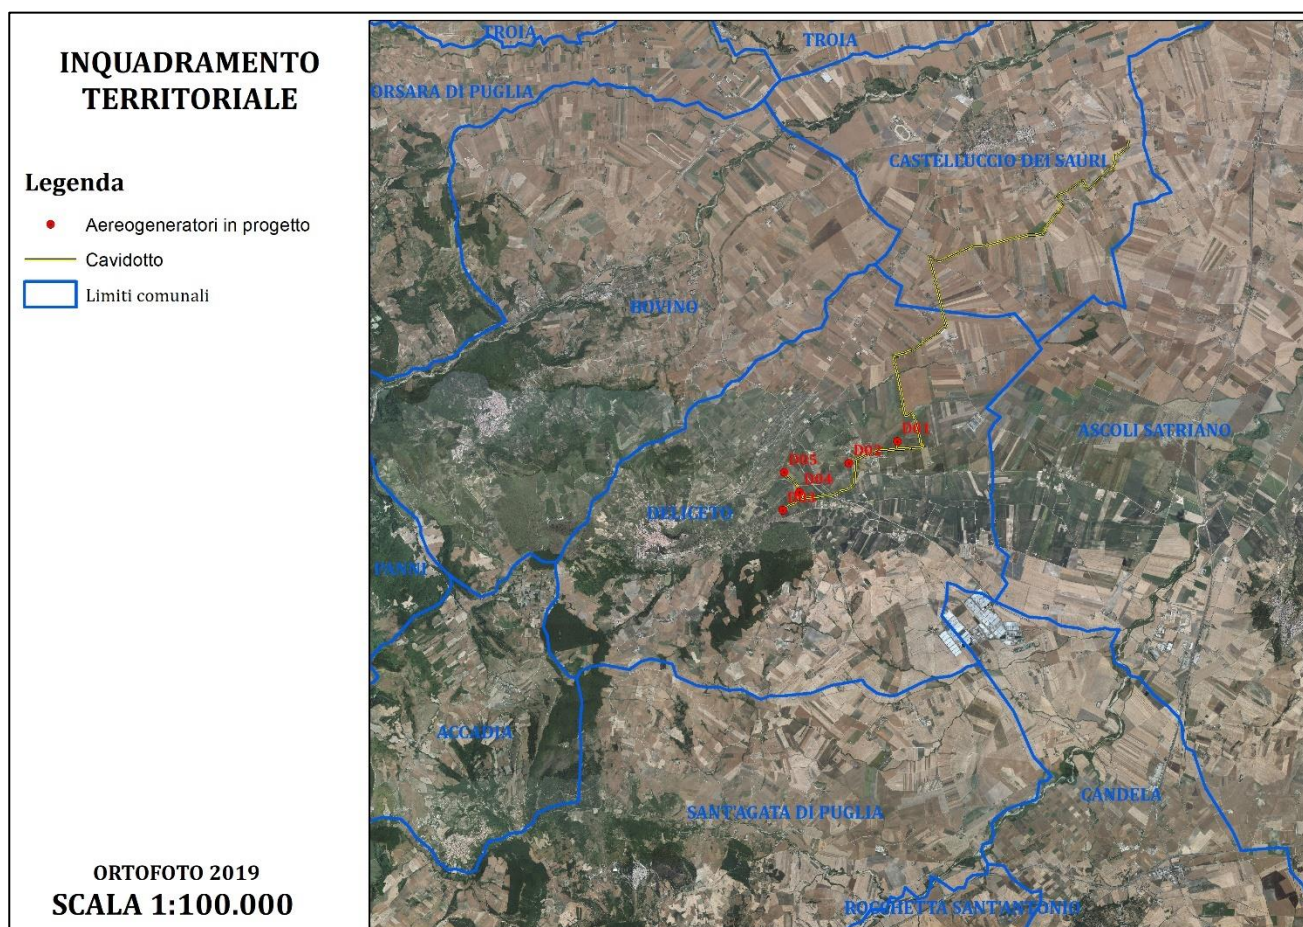 INQUADRAMENTO
TERRITORIALE
Legenda
Aereogeneratori in progetto
Cavidotto
Limiti comunali
ORTOFOTO 2019
SCALA 1:100.000
TROIA
TROIA
ORSARA DI PUGLIA
CASTELLUCCIO DEI SAURI
BOVINO
ASCOLI SATRIANO
D01
D02
D05
D04
DELICETO
PANNI
ACCADIA
CANDELA
SANT'AGATA DI PUGLIA
ROCCHETTA SANT'ANTONIO